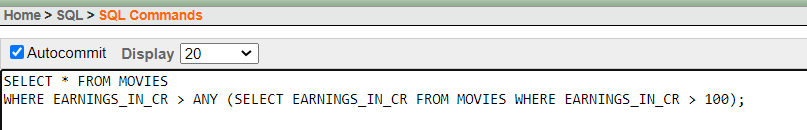 Home > SQL > SQL Commands
Autocommit Display 20
SELECT * FROM MOVIES
WHERE EARNINGS_IN_CR > ANY (SELECT EARNINGS_IN_CR FROM MOVIES WHERE EARNINGS_IN_CR > 100);